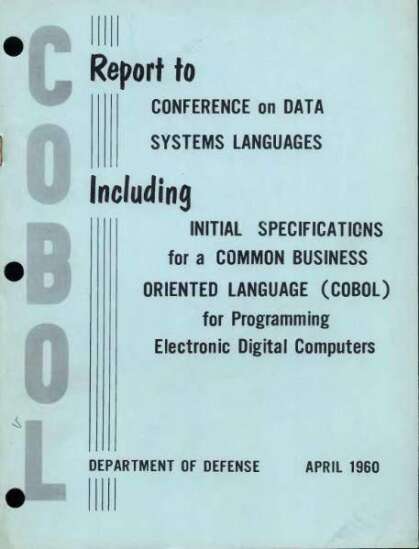 COBOL
Report to
CONFERENCE on DATA
SYSTEMS LANGUAGES
Including
INITIAL SPECIFICATIONS
for a COMMON BUSINESS
ORIENTED LANGUAGE (COBOL)
for Programming
Electronic Digital Computers
DEPARTMENT OF DEFENSE APRIL 1960